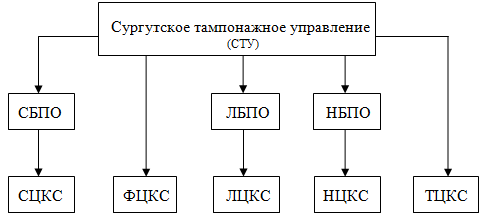 Сургутское тампонажное управление
(СТУ)
СБПО
ЛБПО
НБПО
СЦКС
ФЦКС
ЛЦКС
НЦКС
ТЦКС